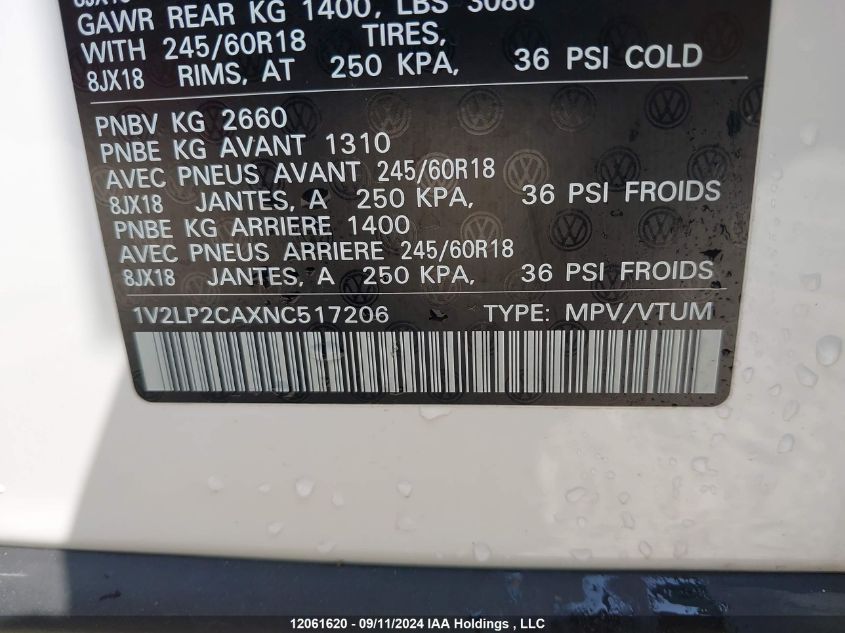 GAWR REAR KG 1400, LBS 3086
WITH 245/60R18 TIRES,
8JX18 RIMS, AT 250 KPA, 36 PSI COLD
PNBV KG 2660
PNBE KG AVANT 1310
AVEC PNEUS AVANT 245/60R18
8JX18 JANTES, A 250 KPA, 36 PSI FROIDS
PNBE KG ARRIERE 1400
AVEC PNEUS ARRIERE 245/60R18
8JX18 JANTES, A 250 KPA, 36 PSI FROIDS
1V2LP2CAXNC517206 TYPE: MPV/VTUM
12061620 - 09/11/2024 IAA Holdings , LLC